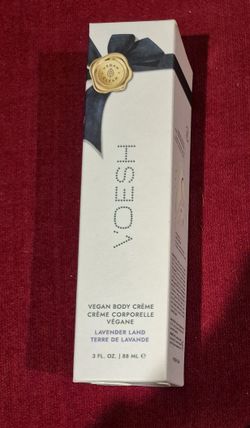 VOESH
VEGAN BODY CRÈME
CRÈME CORPORELLE
VÉGANE
LAVENDER LAND
TERRE DE LAVANDE
3 FL. OZ. | 88 ML ℮